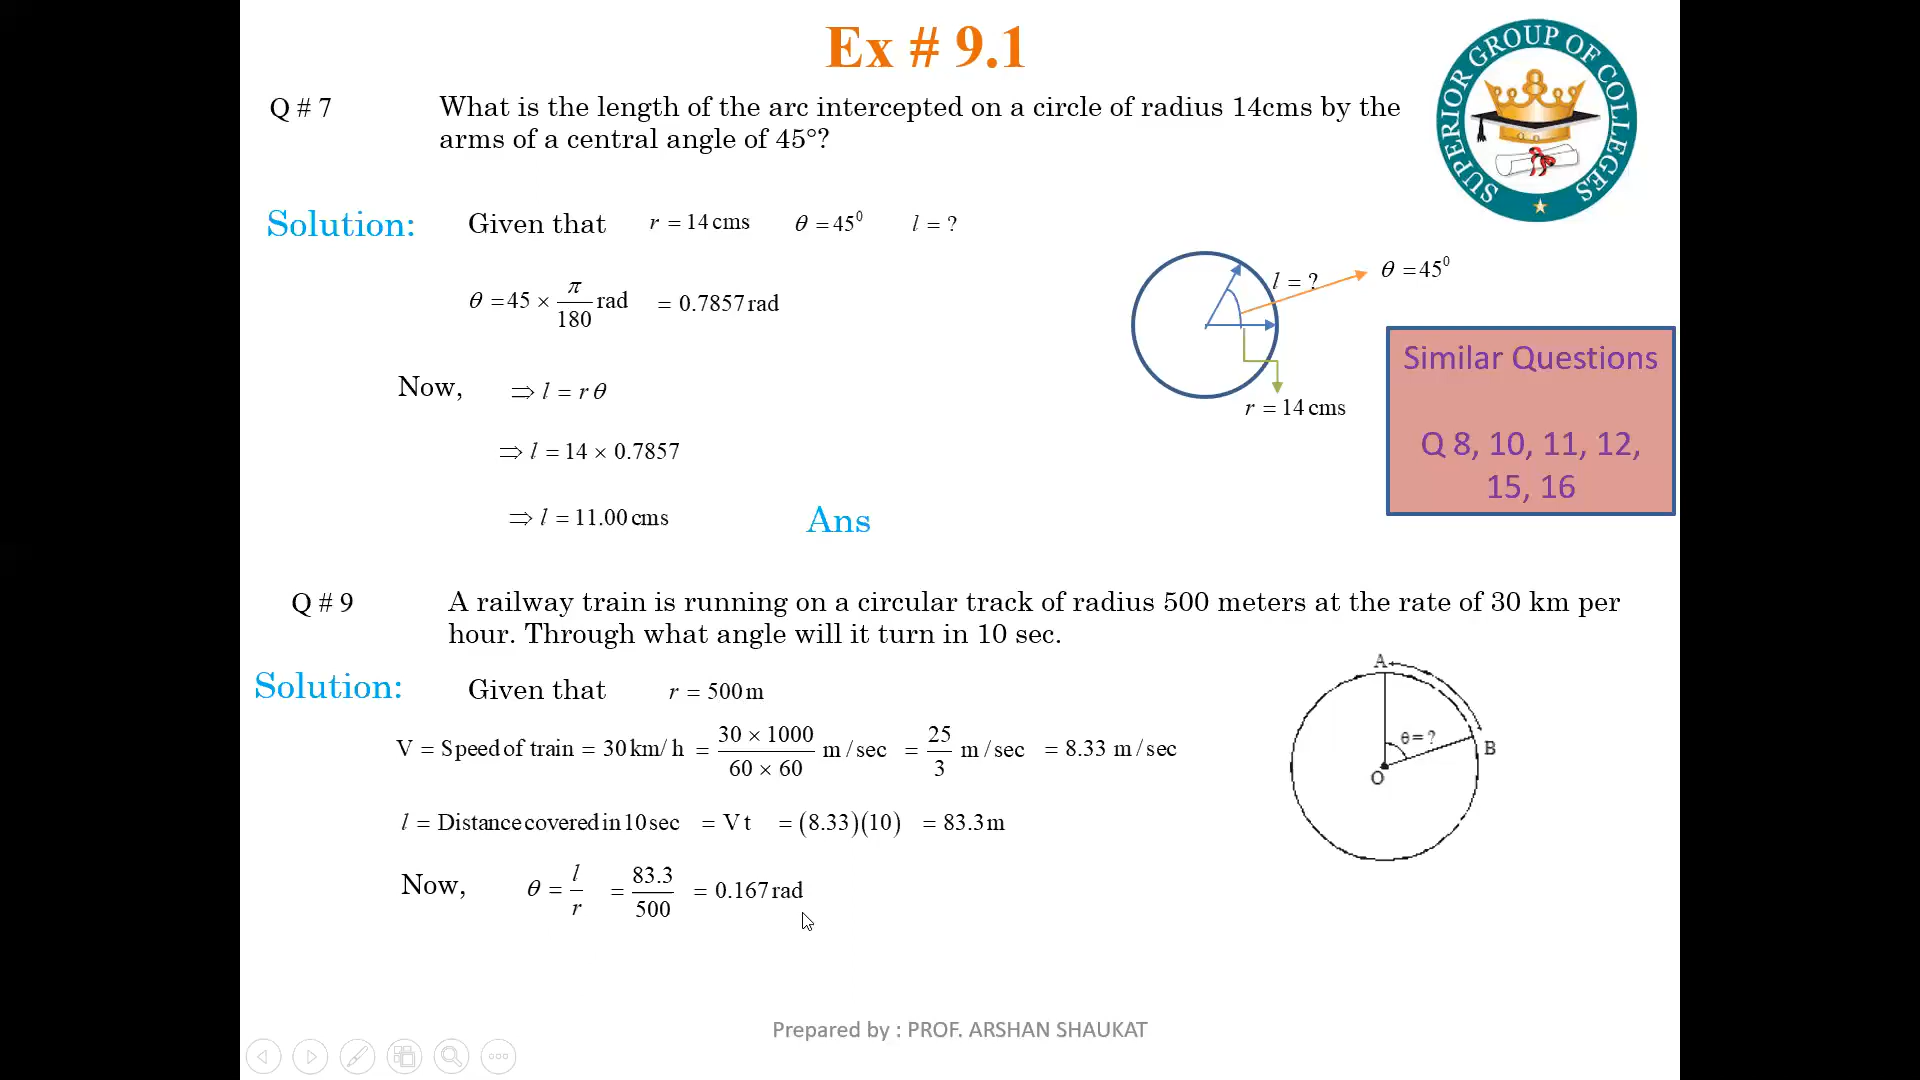 Ex # 9.1
SUPERIOR GROUP OF COLLEGES
Q # 7 What is the length of the arc intercepted on a circle of radius 14cms by the
arms of a central angle of 45°?
Solution: Given that r = 14 cms θ = 45⁰ l = ?
l = ? θ = 45⁰
θ = 45 × π/180 rad = 0.7857 rad
Similar Questions
Q 8, 10, 11, 12,
15, 16
Now, ⇒ l = r θ
r = 14 cms
⇒ l = 14 × 0.7857
⇒ l = 11.00 cms Ans
Q # 9 A railway train is running on a circular track of radius 500 meters at the rate of 30 km per
hour. Through what angle will it turn in 10 sec.
Solution: Given that r = 500 m
V = Speed of train = 30 km/ h = (30 × 1000)/(60 × 60) m / sec = 25/3 m / sec = 8.33 m / sec
A
θ = ?
B
O
l = Distance covered in 10 sec = V t = (8.33)(10) = 83.3 m
Now, θ = l/r = 83.3/500 = 0.167 rad
Prepared by : PROF. ARSHAN SHAUKAT